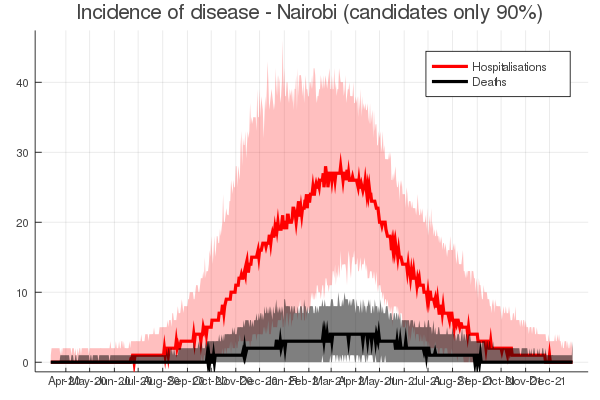 Incidence of disease - Nairobi (candidates only 90%)
Hospitalisations
Deaths
40
30
20
10
0
Apr-20 May-20 Jun-20 Jul-20 Aug-20 Sep-20 Oct-20 Nov-20 Dec-20 Jan-21 Feb-21 Mar-21 Apr-21 May-21 Jun-21 Jul-21 Aug-21 Sep-21 Oct-21 Nov-21 Dec-21